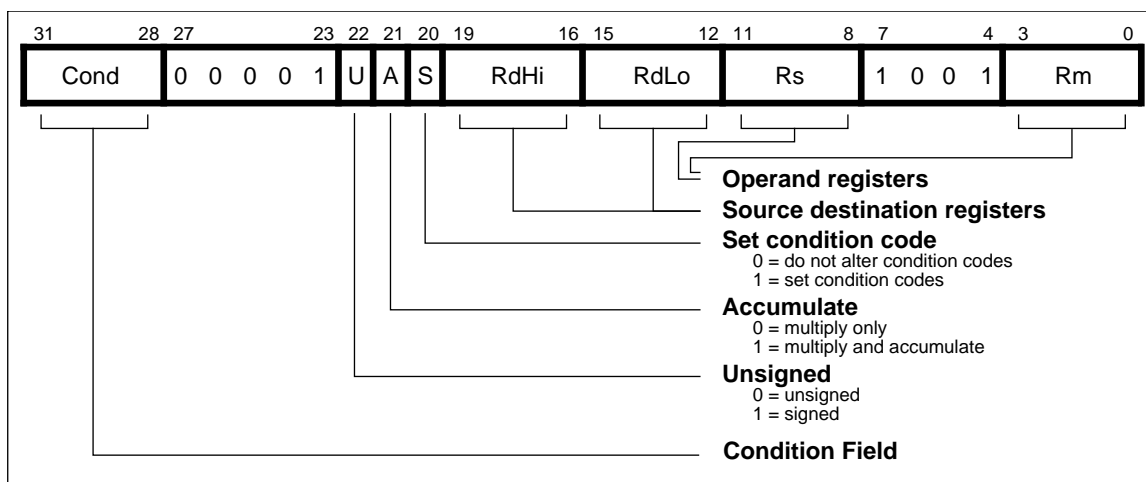 31 28 27 23 22 21 20 19 16 15 12 11 8 7 4 3 0
Cond 0 0 0 0 1 U A S RdHi RdLo Rs 1 0 0 1 Rm
Operand registers
Source destination registers
Set condition code
0 = do not alter condition codes
1 = set condition codes
Accumulate
0 = multiply only
1 = multiply and accumulate
Unsigned
0 = unsigned
1 = signed
Condition Field